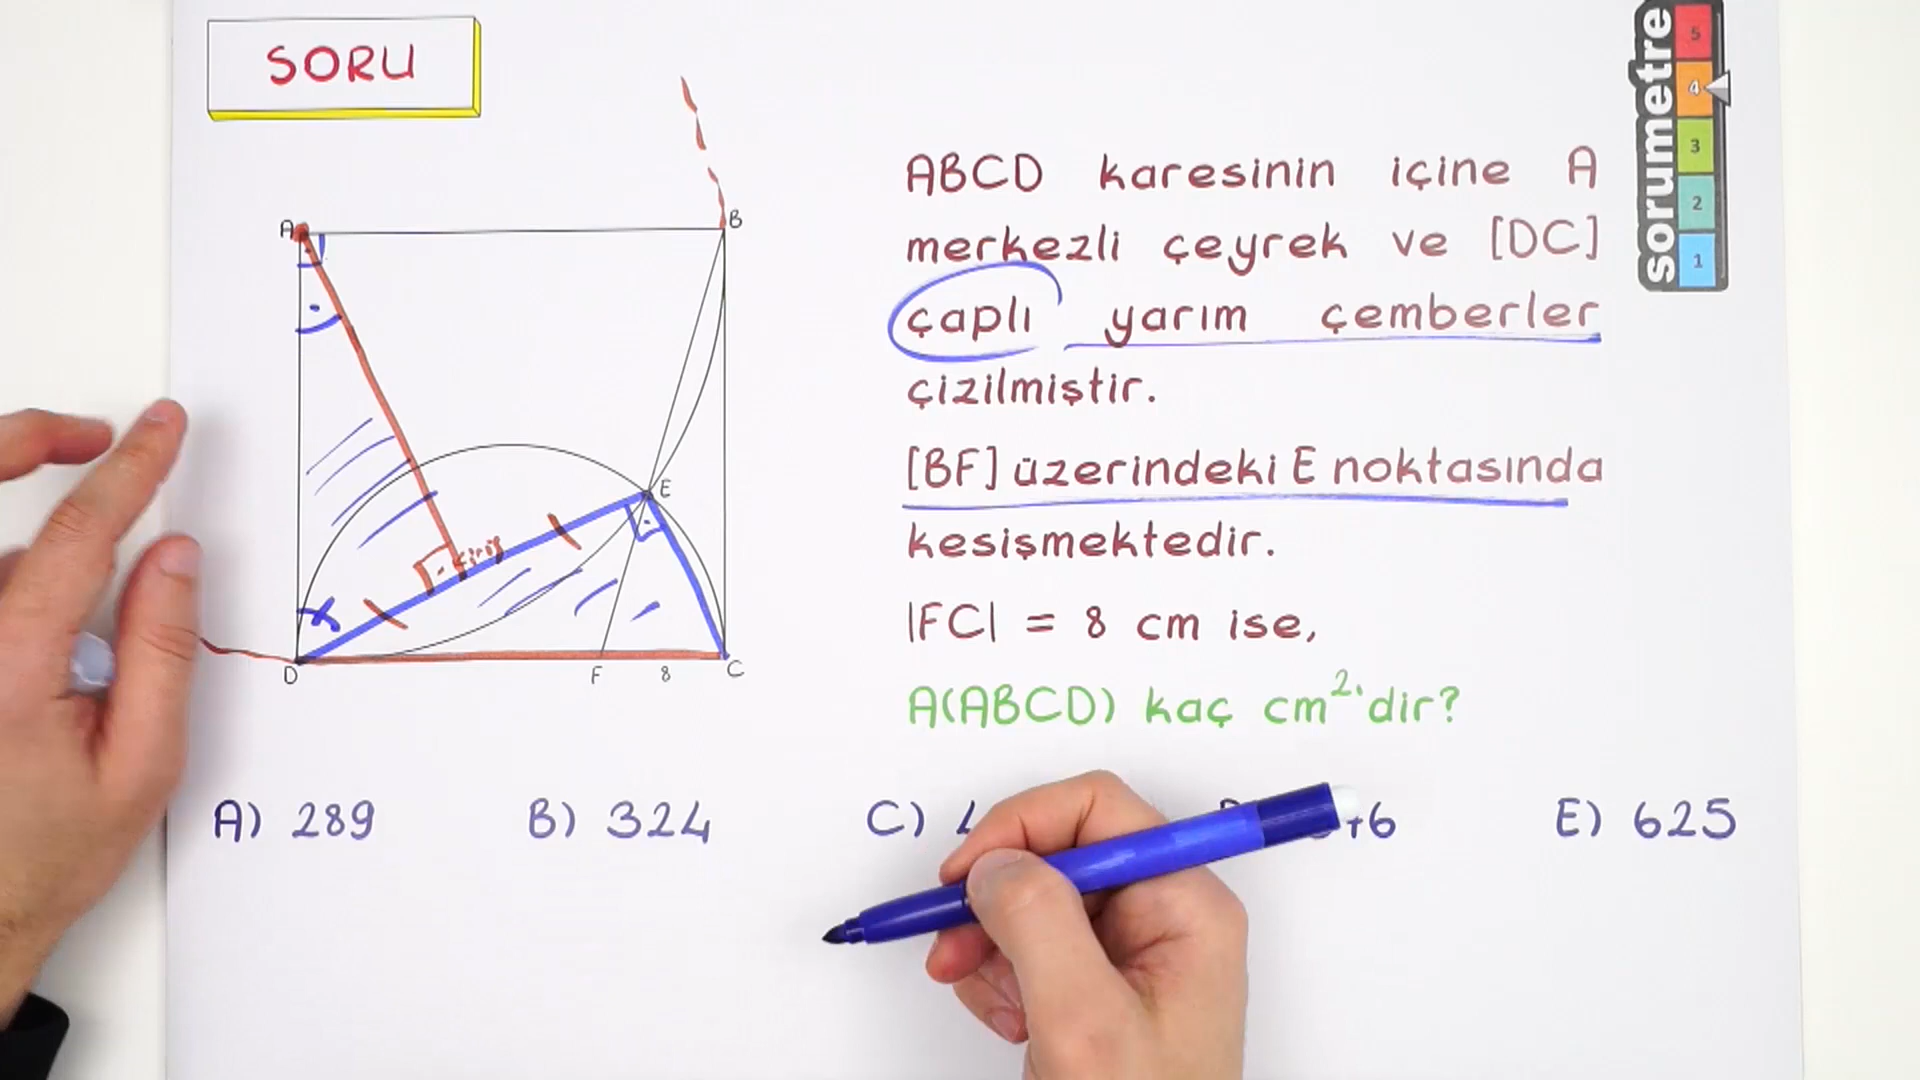 SORU
sorumetre
5
4
3
2
1
A
B
E
D
F
8
C
kiriş
ABCD karesinin içine A
merkezli çeyrek ve [DC]
çaplı yarım çemberler
çizilmiştir.
[BF] üzerindeki E noktasında
kesişmektedir.
|FC| = 8 cm ise,
A(ABCD) kaç cm²'dir?
A) 289
B) 324
C)
E) 625